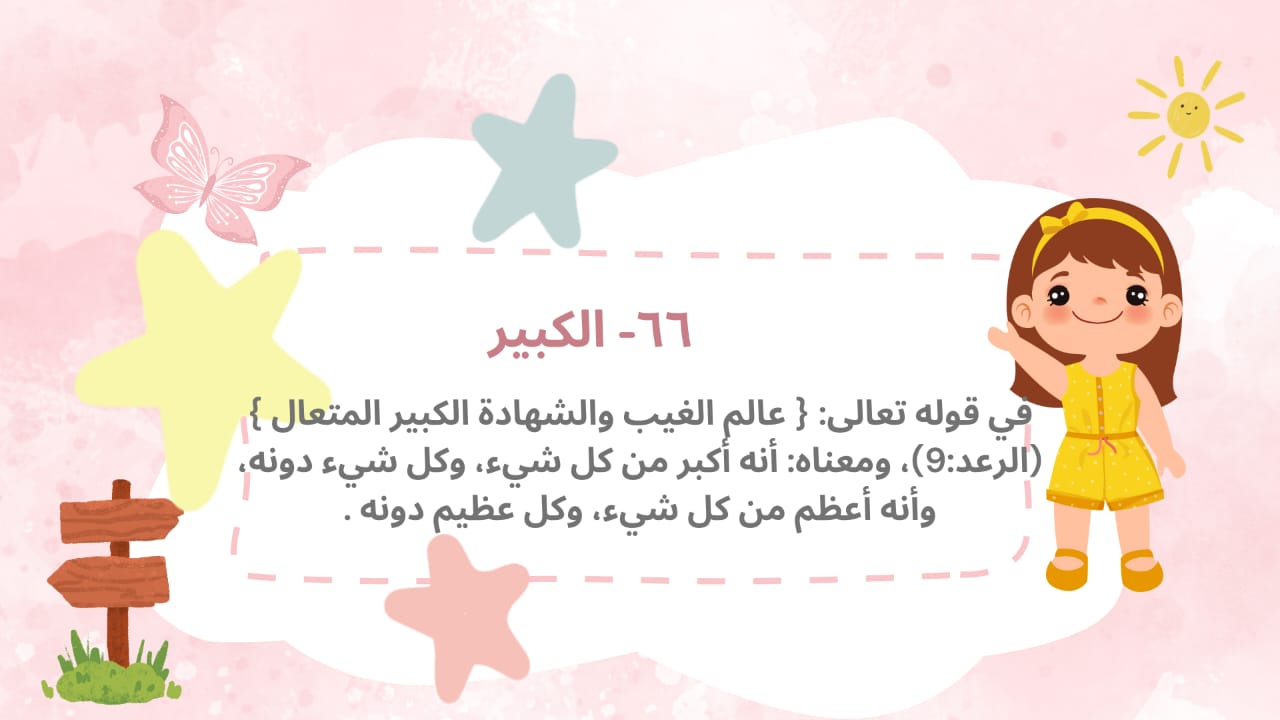 ٦٦- الكبير
في قوله تعالى: { عالم الغيب والشهادة الكبير المتعال }
(الرعد:9)، ومعناه: أنه أكبر من كل شيء، وكل شيء دونه،
وأنه أعظم من كل شيء، وكل عظيم دونه .